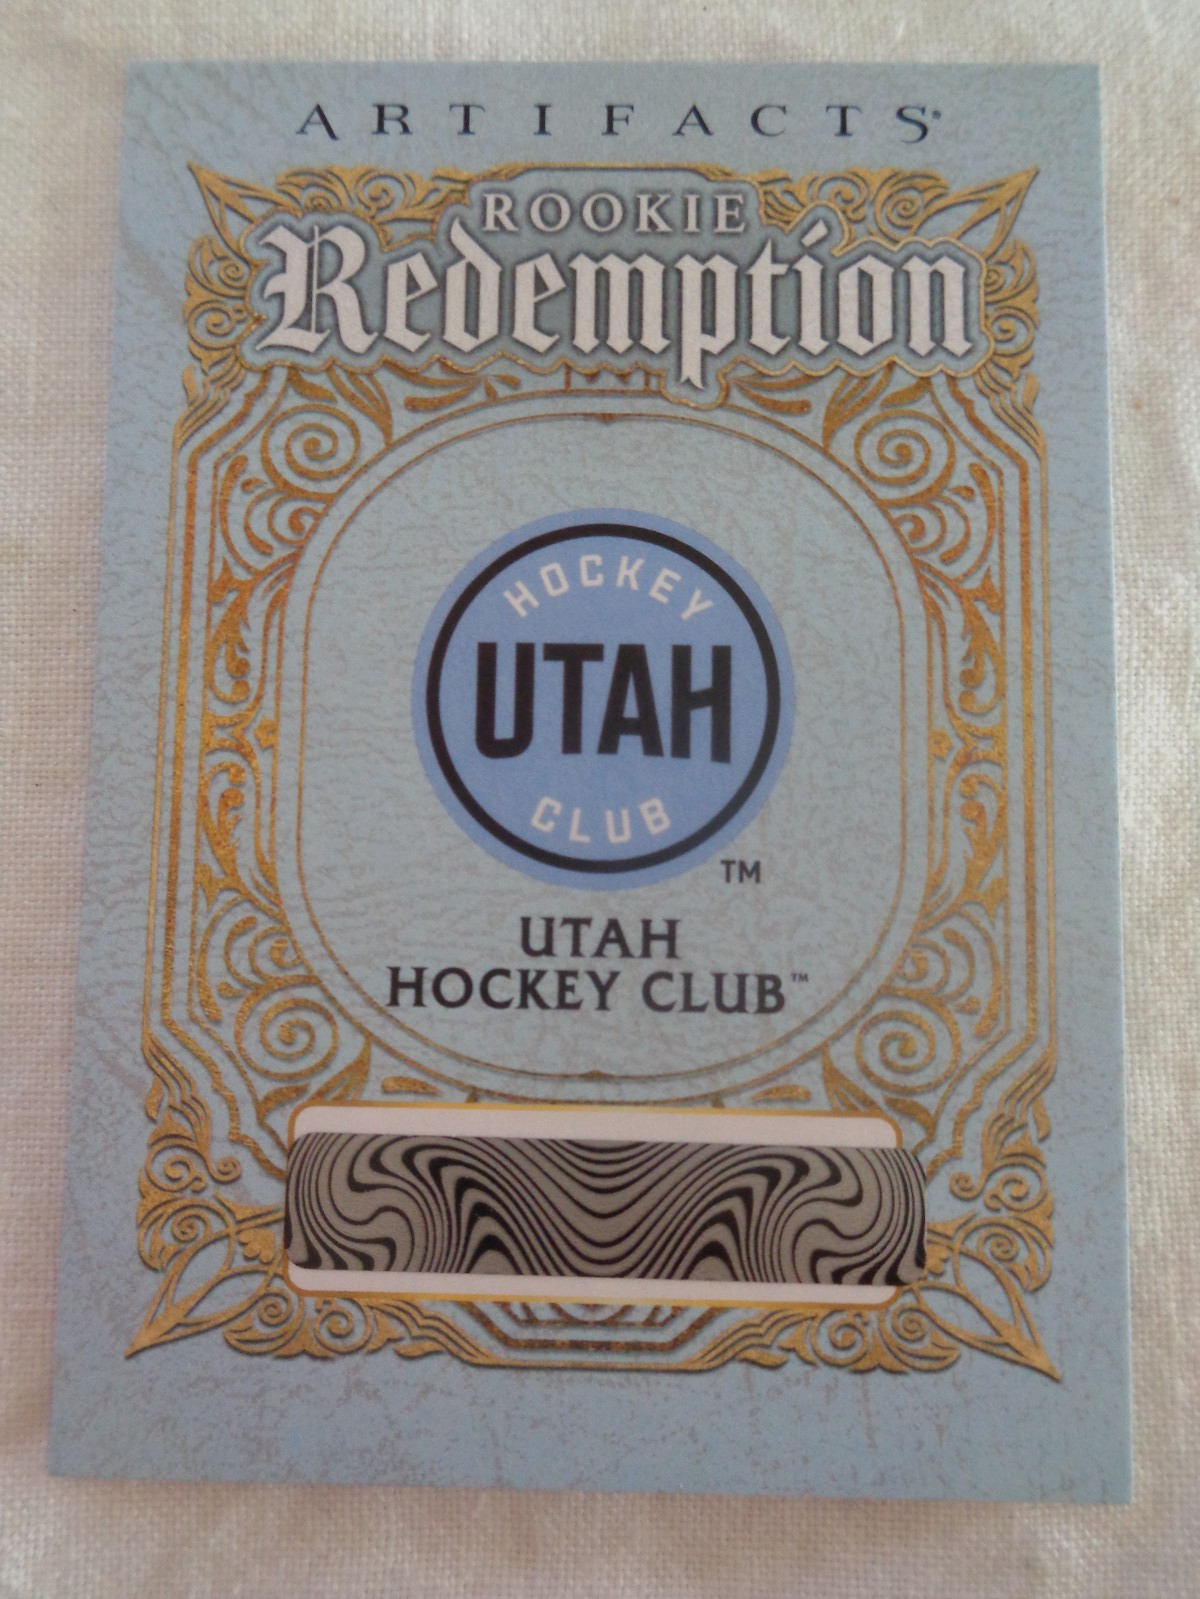 ARTIFACTS®
ROOKIE
Redemption
HOCKEY
UTAH
CLUB
TM
UTAH
HOCKEY CLUB™